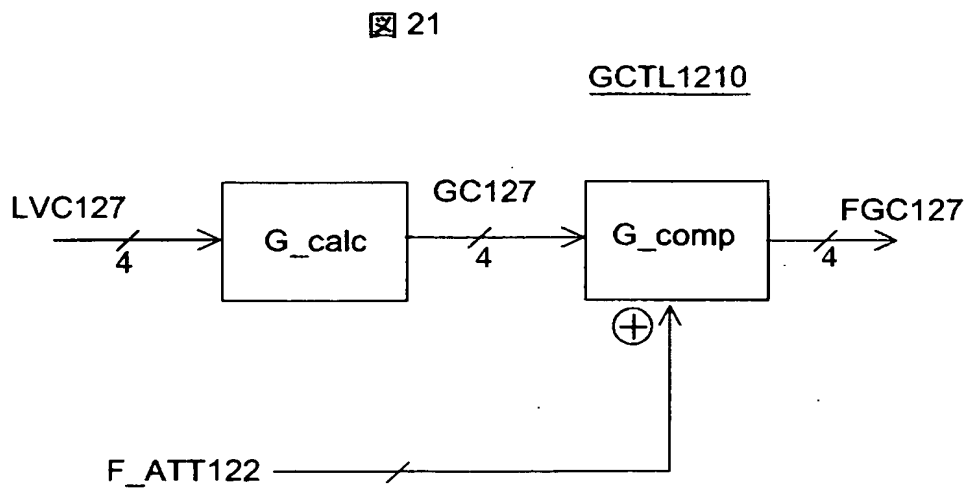 図 21
GCTL1210
LVC127
4
G_calc
GC127
4
G_comp
FGC127
4
F_ATT122